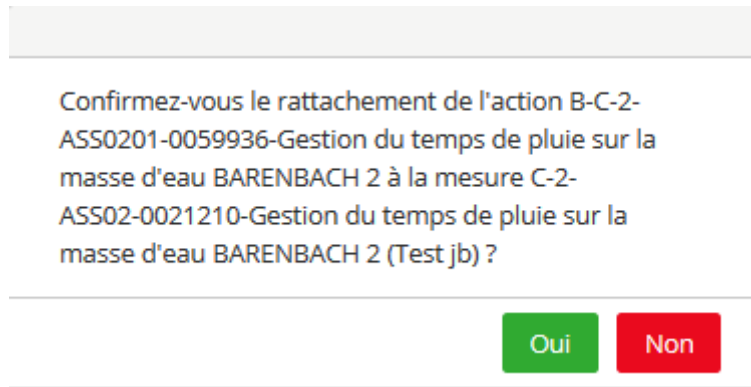 Confirmez-vous le rattachement de l'action B-C-2-
ASS0201-0059936-Gestion du temps de pluie sur la
masse d'eau BARENBACH 2 à la mesure C-2-
ASS02-0021210-Gestion du temps de pluie sur la
masse d'eau BARENBACH 2 (Test jb) ?
Oui
Non